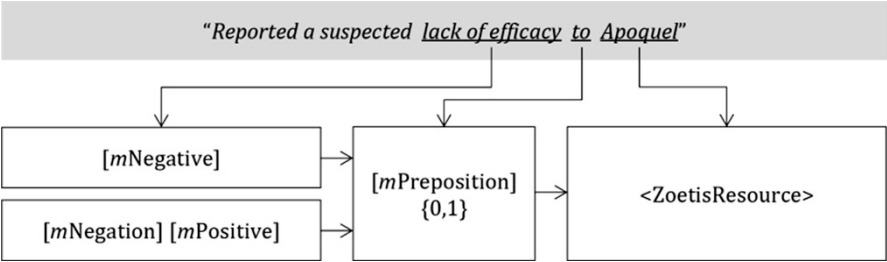 “Reported a suspected lack of efficacy to Apoquel”
[mNegative]
[mNegation] [mPositive]
[mPreposition]
{0,1}
<ZoetisResource>